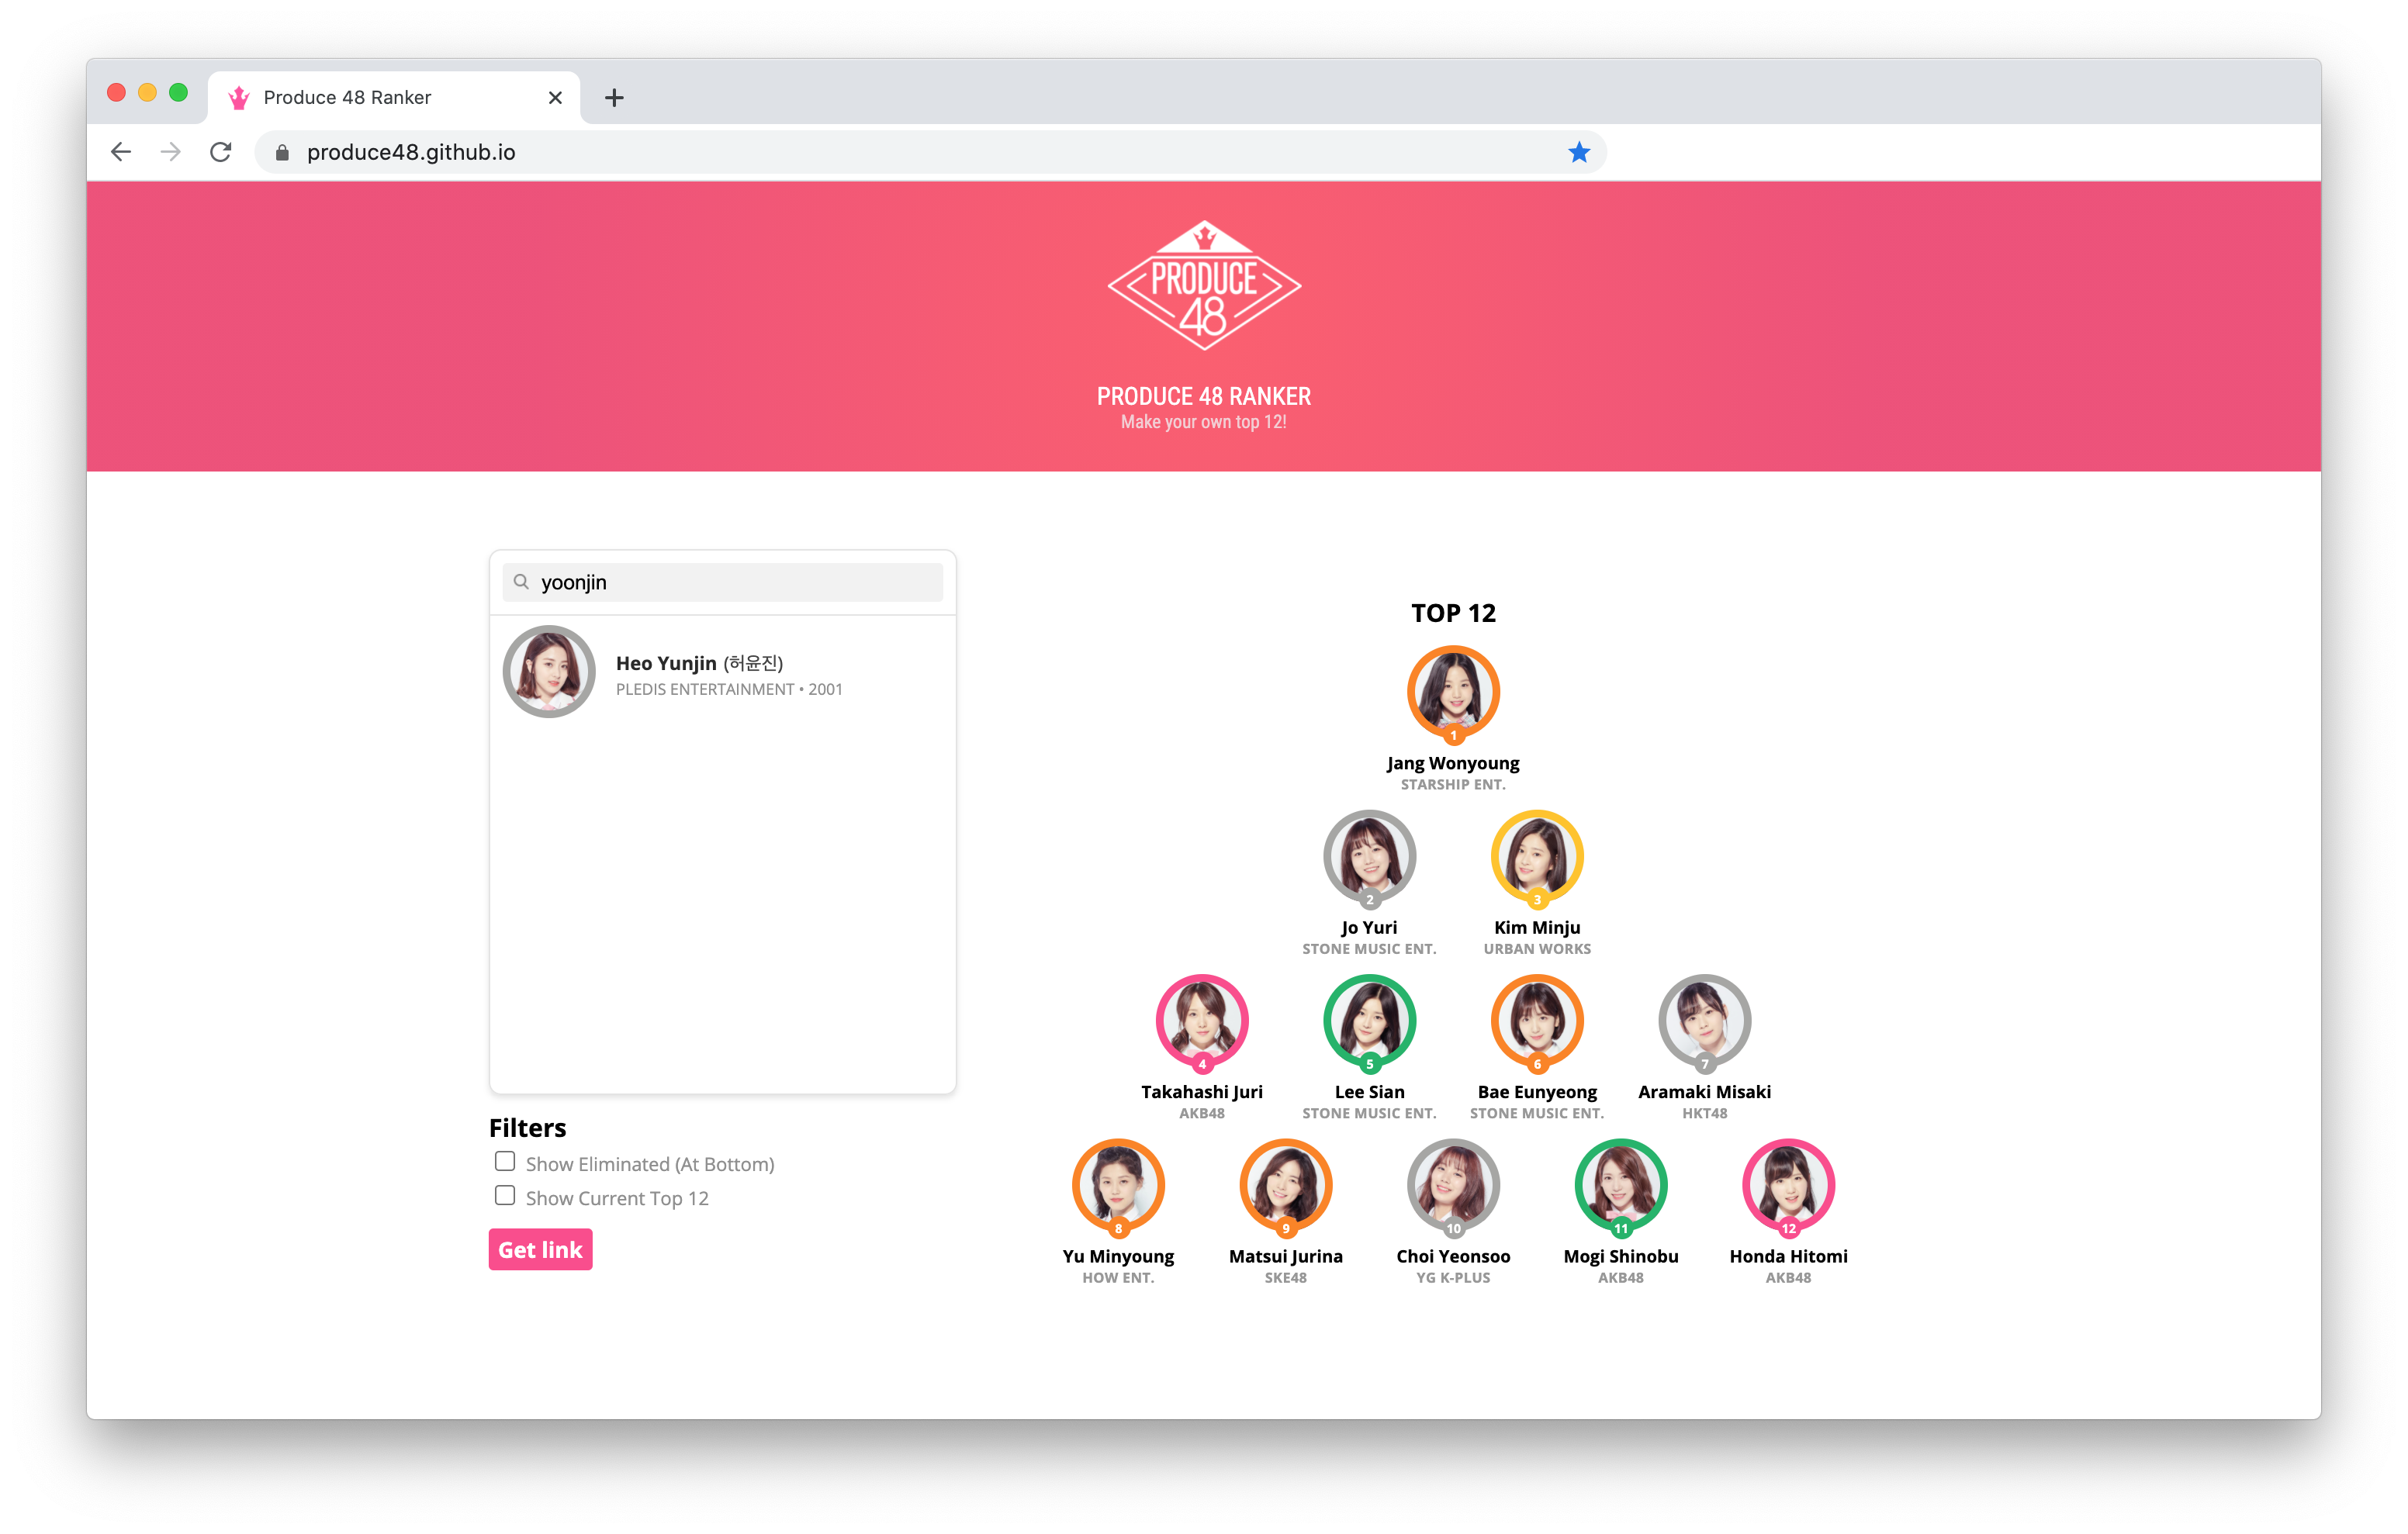 Produce 48 Ranker
produce48.github.io
PRODUCE
48
PRODUCE 48 RANKER
Make your own top 12!
yoonjin
Heo Yunjin (허윤진)
PLEDIS ENTERTAINMENT • 2001
Filters
Show Eliminated (At Bottom)
Show Current Top 12
Get link
TOP 12
1
Jang Wonyoung
STARSHIP ENT.
2 3
Jo Yuri Kim Minju
STONE MUSIC ENT. URBAN WORKS
4 5 6 7
Takahashi Juri Lee Sian Bae Eunyeong Aramaki Misaki
AKB48 STONE MUSIC ENT. STONE MUSIC ENT. HKT48
8 9 10 11 12
Yu Minyoung Matsui Jurina Choi Yeonsoo Mogi Shinobu Honda Hitomi
HOW ENT. SKE48 YG K-PLUS AKB48 AKB48